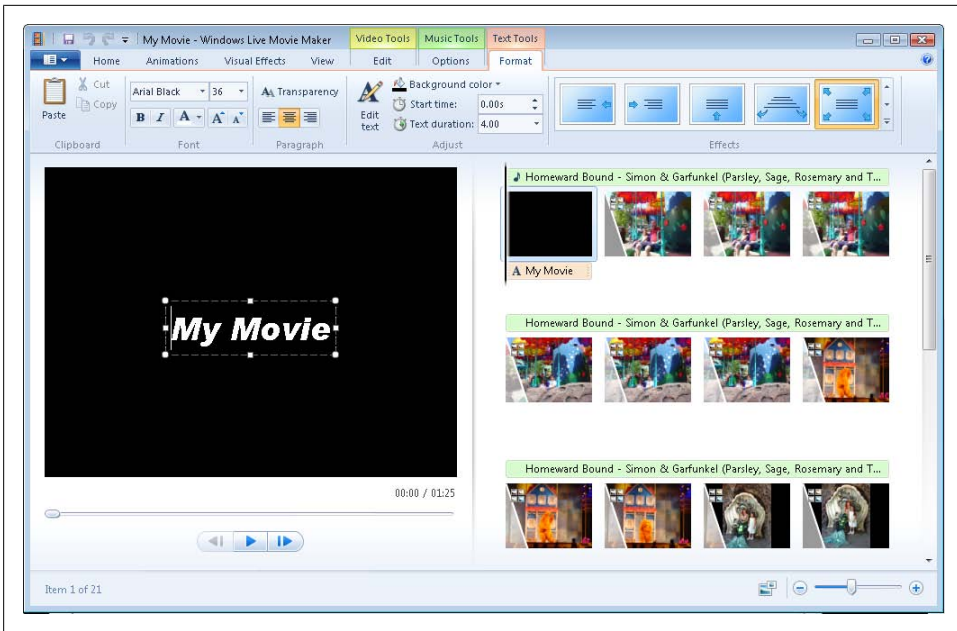 My Movie - Windows Live Movie Maker
Video Tools
Music Tools
Text Tools
Home
Animations
Visual Effects
View
Edit
Options
Format
Paste
Cut
Copy
Clipboard
Arial Black
36
B I A A A
Font
AA Transparency
Paragraph
Edit text
Background color
Start time: 0.00s
Text duration: 4.00
Adjust
Effects
My Movie
00:00 / 01:25
Homeward Bound - Simon & Garfunkel (Parsley, Sage, Rosemary and T...
A My Movie
Homeward Bound - Simon & Garfunkel (Parsley, Sage, Rosemary and T...
Homeward Bound - Simon & Garfunkel (Parsley, Sage, Rosemary and T...
Item 1 of 21